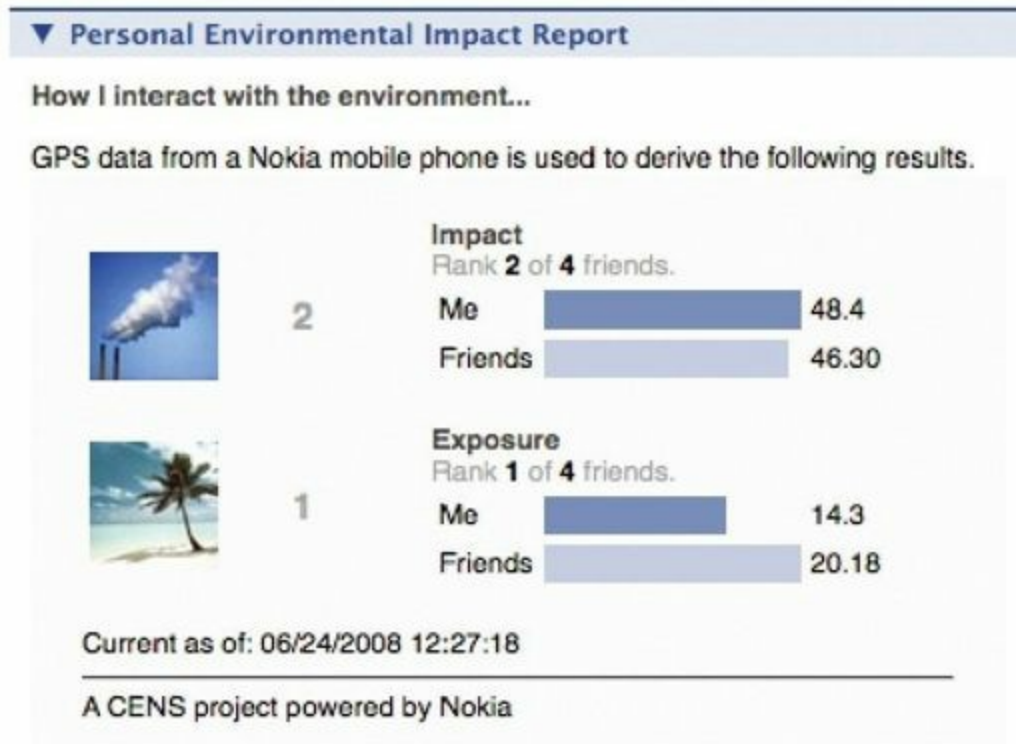 ▼ Personal Environmental Impact Report
How I interact with the environment...
GPS data from a Nokia mobile phone is used to derive the following results.
2
Impact
Rank 2 of 4 friends.
Me 48.4
Friends 46.30
1
Exposure
Rank 1 of 4 friends.
Me 14.3
Friends 20.18
Current as of: 06/24/2008 12:27:18
A CENS project powered by Nokia